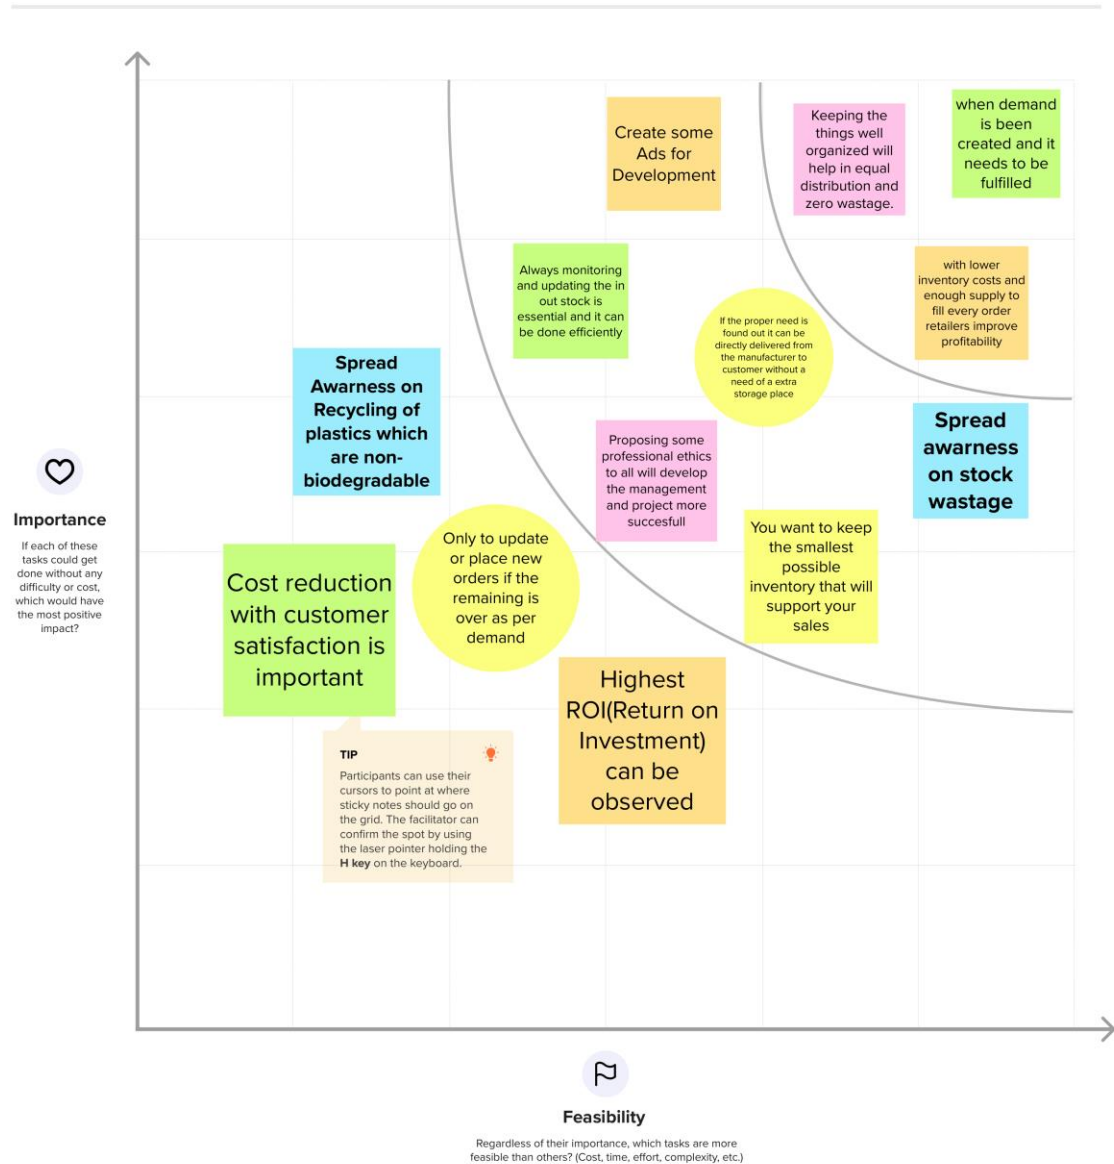 Create some
Ads for
Development
Keeping the
things well
organized will
help in equal
distribution and
zero wastage.
when demand
is been
created and it
needs to be
fulfilled
Always monitoring
and updating the in
out stock is
essential and it can
be done efficiently
If the proper need is
found out it can be
directly delivered from
the manufacturer to
customer without a
need of a extra
storage place
with lower
inventory costs and
enough supply to
fill every order
retailers improve
profitability
Spread
Awarness on
Recycling of
plastics which
are non-
biodegradable
Proposing some
professional ethics
to all will develop
the management
and project more
succesfull
Spread
awarness
on stock
wastage
Importance
If each of these
tasks could get
done without any
difficulty or cost,
which would have
the most positive
impact?
Cost reduction
with customer
satisfaction is
important
Only to update
or place new
orders if the
remaining is
over as per
demand
You want to keep
the smallest
possible
inventory that will
support your
sales
Highest
ROI(Return on
Investment)
can be
observed
TIP
Participants can use their
cursors to point at where
sticky notes should go on
the grid. The facilitator can
confirm the spot by using
the laser pointer holding the
H key on the keyboard.
Feasibility
Regardless of their importance, which tasks are more
feasible than others? (Cost, time, effort, complexity, etc.)